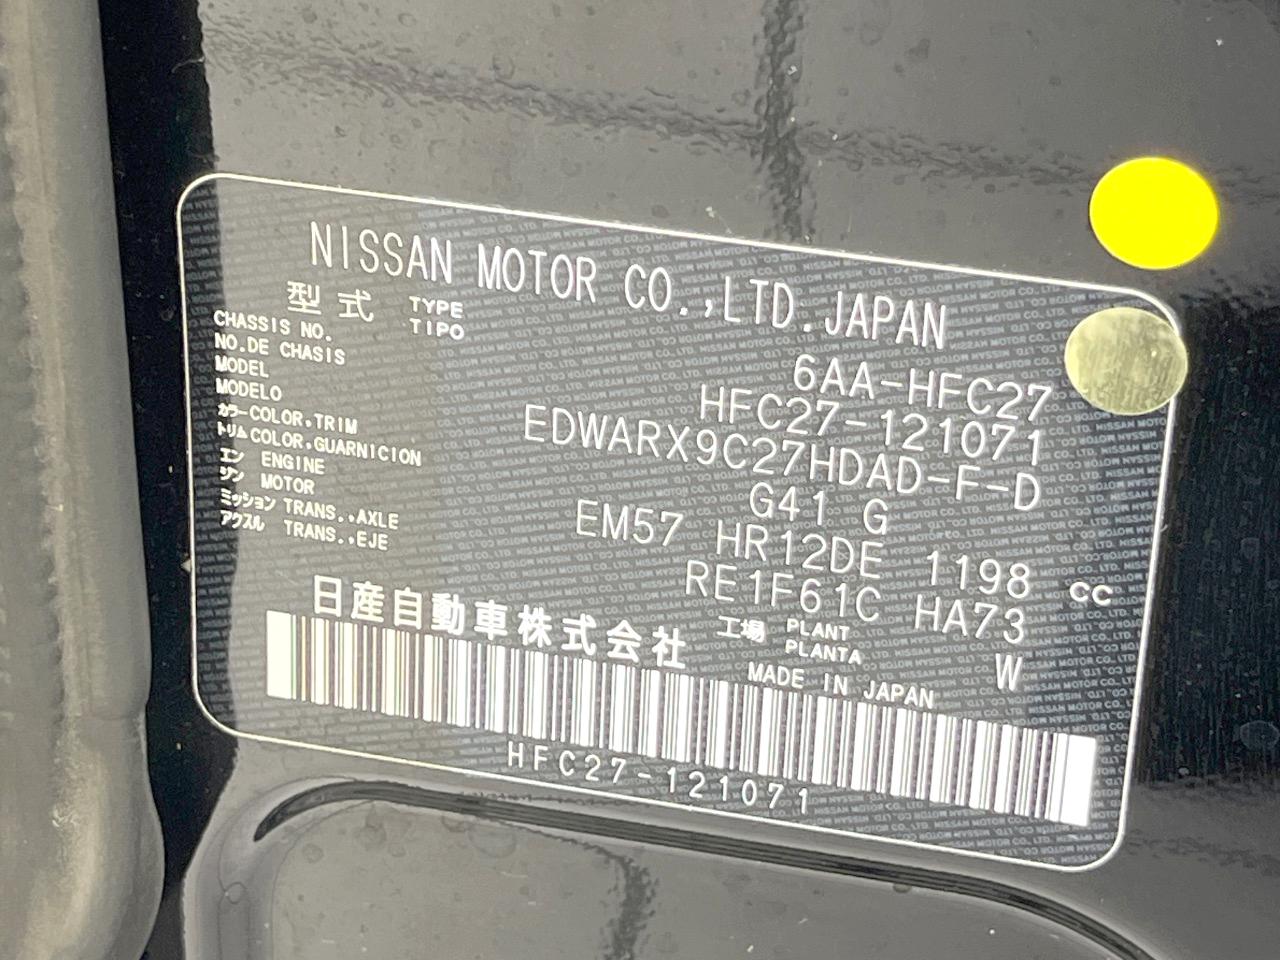 NISSAN MOTOR CO.,LTD.JAPAN
型式 TYPE TIPO 6AA-HFC27
CHASSIS NO. HFC27-121071
NO.DE CHASIS
MODEL EDWARX9C27HDAD-F-D
MODELO
カラー COLOR.TRIM G41 G
トリム COLOR.GUARNICION
エン ENGINE EM57 HR12DE 1198 cc
ジン MOTOR
ミッション TRANS..AXLE RE1F61C HA73
アクスル TRANS..EJE
日産自動車株式会社 工場 PLANT PLANTA W
MADE IN JAPAN
HFC27-121071